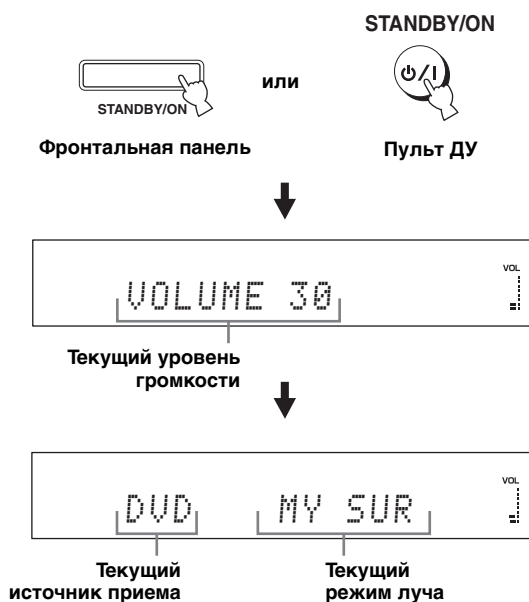 STANDBY/ON
или
STANDBY/ON
Фронтальная панель
Пульт ДУ
VOL
VOLUME 30
Текущий уровень
громкости
VOL
DVD MY SUR
Текущий
источник приема
Текущий
режим луча